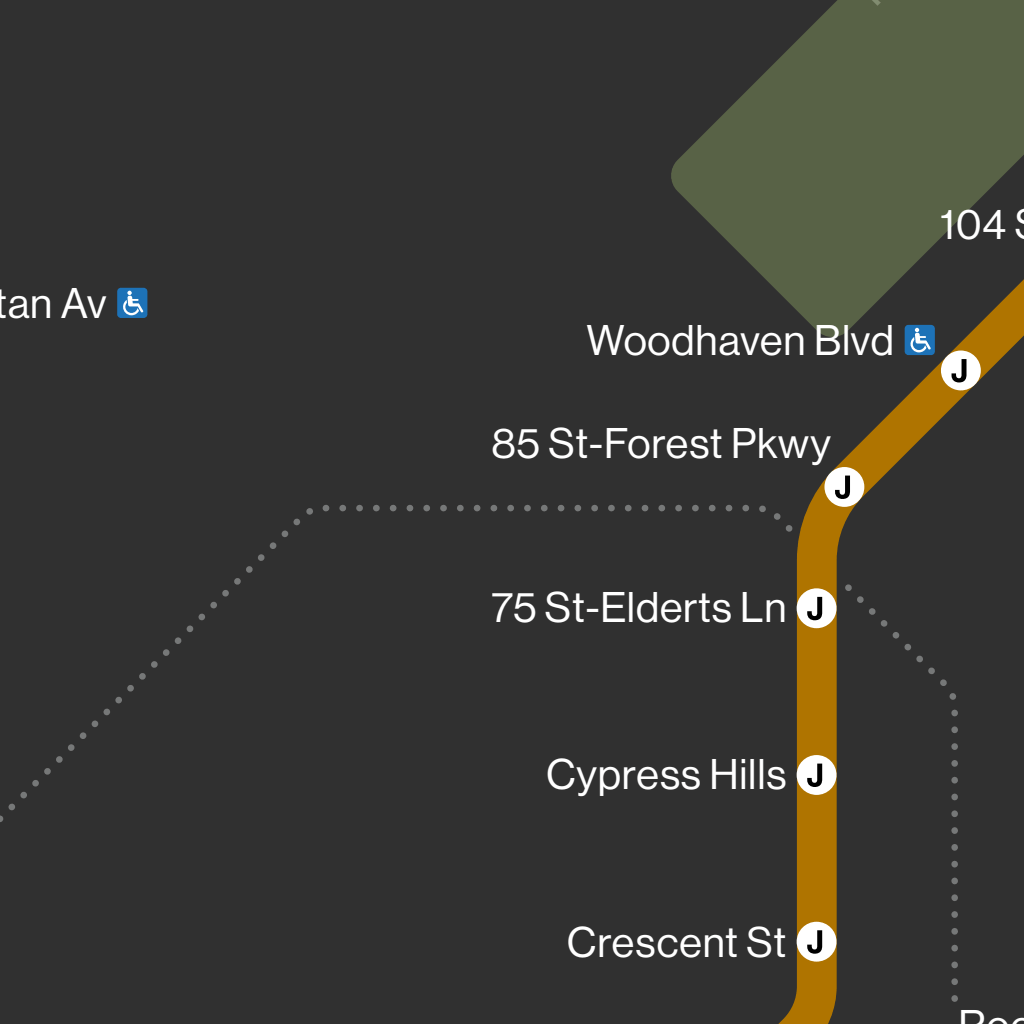 104
tan Av
Woodhaven Blvd
J
85 St-Forest Pkwy
J
75 St-Elderts Ln J
Cypress Hills J
Crescent St J